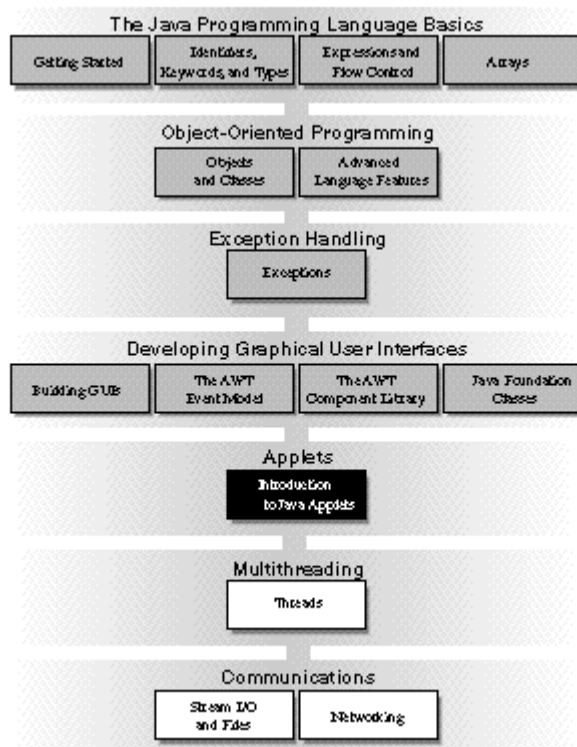 The Java Programming Language Basics
Getting Started
Identifiers,
Keywords, and Types
Expressions and
Flow Control
Arrays
Object-Oriented Programming
Objects
and Classes
Advanced
Language Features
Exception Handling
Exceptions
Developing Graphical User Interfaces
Building GUIs
The AWT
Event Model
The AWT
Component Library
Java Foundation
Classes
Applets
Introduction
to Java Applets
Multithreading
Threads
Communications
Stream I/O
and Files
Networking